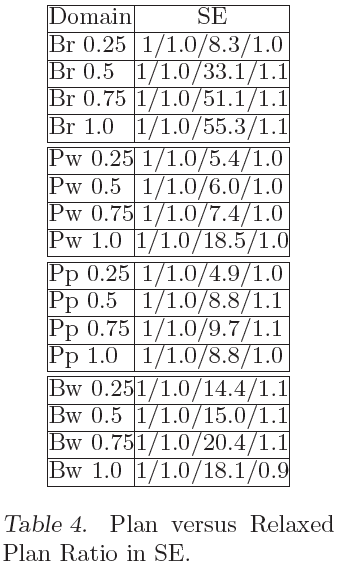 Domain SE
Br 0.25 1/1.0/8.3/1.0
Br 0.5 1/1.0/33.1/1.1
Br 0.75 1/1.0/51.1/1.1
Br 1.0 1/1.0/55.3/1.1
Pw 0.25 1/1.0/5.4/1.0
Pw 0.5 1/1.0/6.0/1.0
Pw 0.75 1/1.0/7.4/1.0
Pw 1.0 1/1.0/18.5/1.0
Pp 0.25 1/1.0/4.9/1.0
Pp 0.5 1/1.0/8.8/1.1
Pp 0.75 1/1.0/9.7/1.1
Pp 1.0 1/1.0/8.8/1.0
Bw 0.25 1/1.0/14.4/1.1
Bw 0.5 1/1.0/15.0/1.1
Bw 0.75 1/1.0/20.4/1.1
Bw 1.0 1/1.0/18.1/0.9
Table 4. Plan versus Relaxed
Plan Ratio in SE.